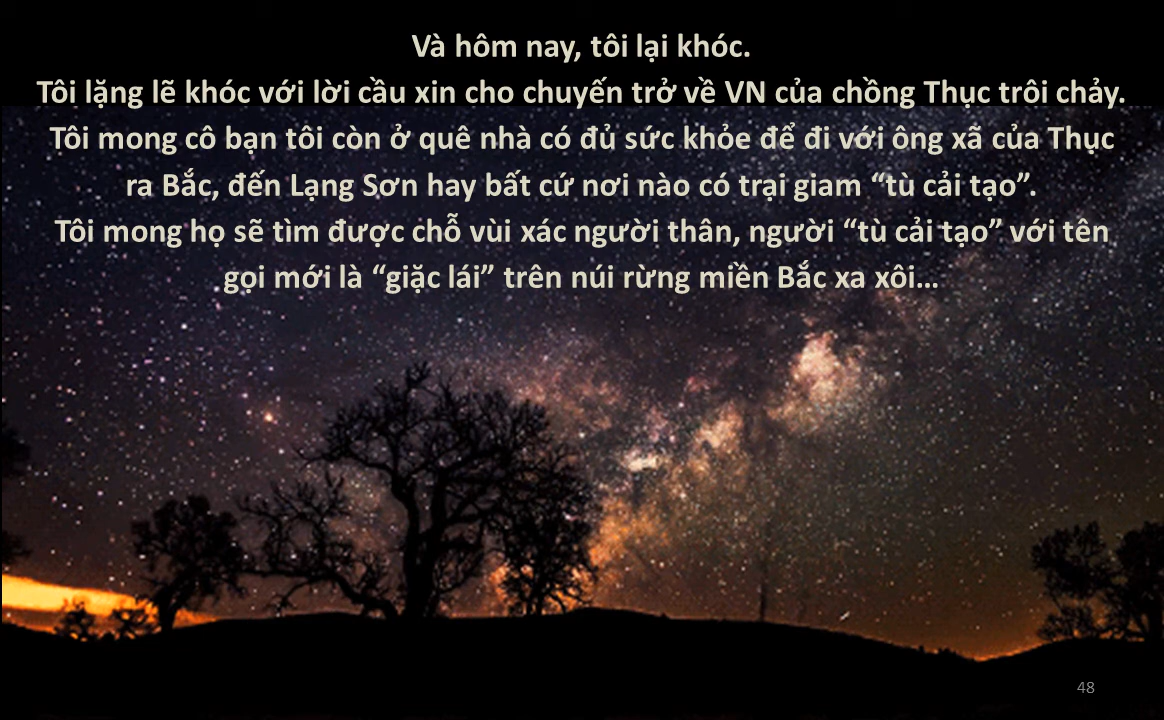 Và hôm nay, tôi lại khóc.
Tôi lặng lẽ khóc với lời cầu xin cho chuyến trở về VN của chồng Thục trôi chảy.
Tôi mong cô bạn tôi còn ở quê nhà có đủ sức khỏe để đi với ông xã của Thục
ra Bắc, đến Lạng Sơn hay bất cứ nơi nào có trại giam “tù cải tạo”.
Tôi mong họ sẽ tìm được chỗ vùi xác người thân, người “tù cải tạo” với tên
gọi mới là “giặc lái” trên núi rừng miền Bắc xa xôi…
48